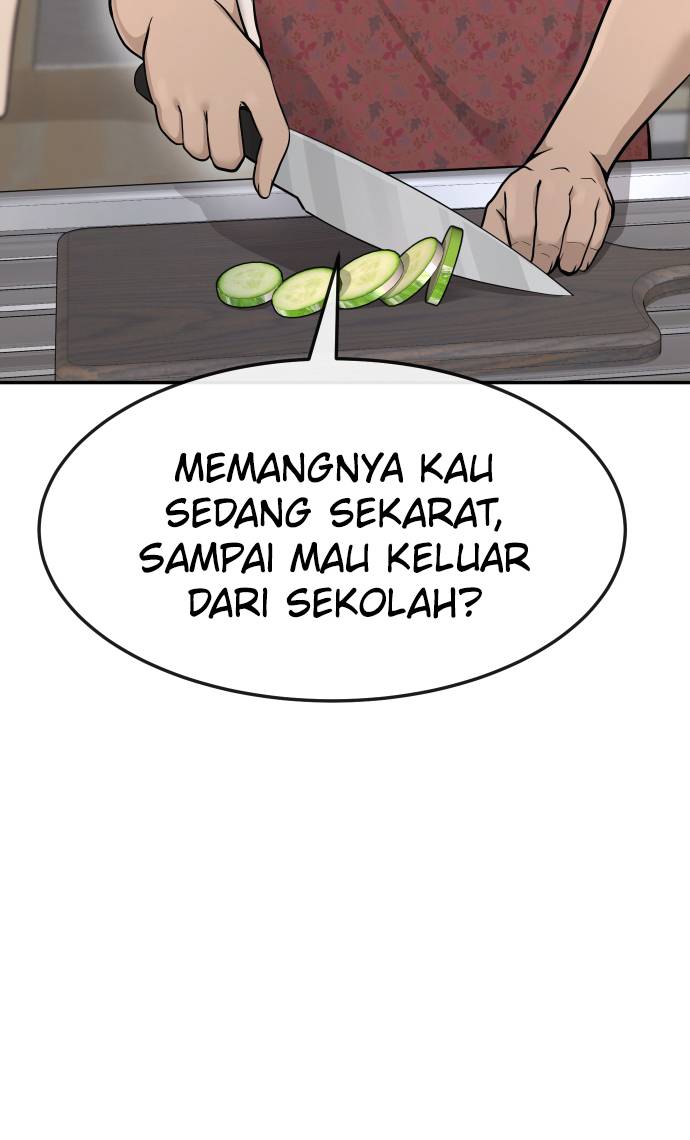 MEMANGNYA KAU
SEDANG SEKARAT,
SAMPAI MAU KELUAR
DARI SEKOLAH?